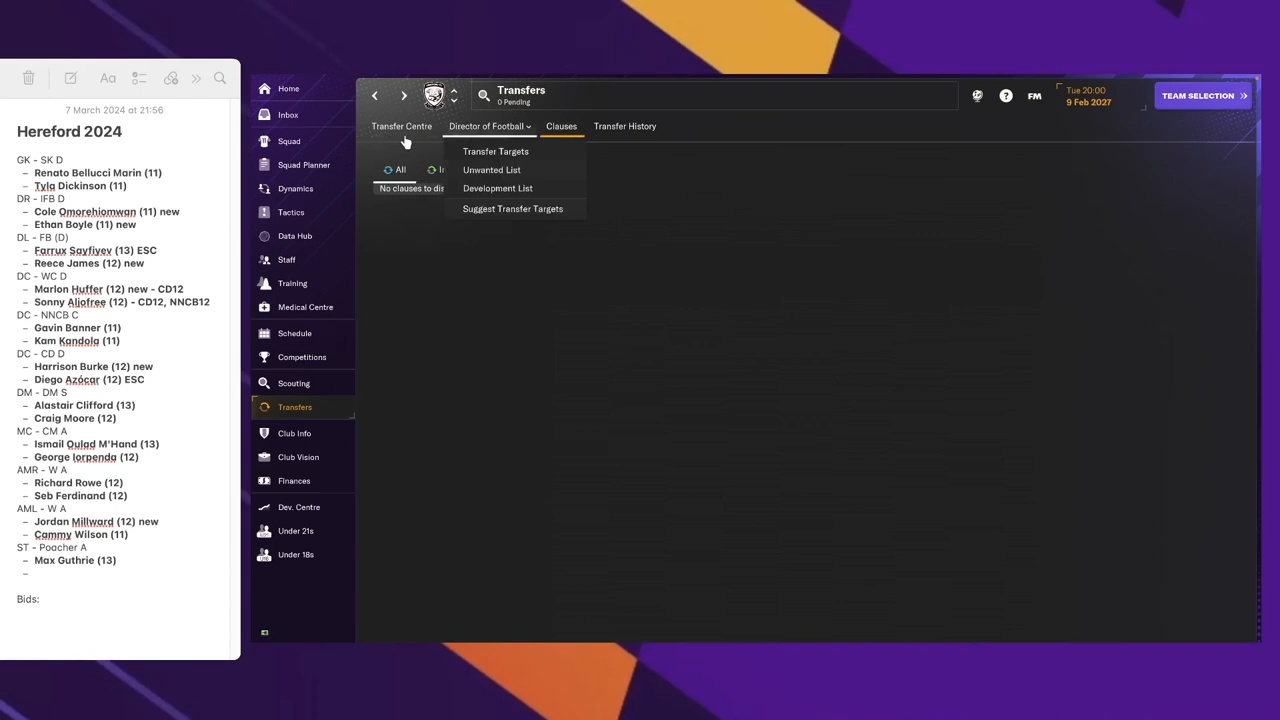 7 March 2024 at 21:56
Hereford 2024
GK - SK D
– Renato Bellucci Marin (11)
– Tyla Dickinson (11)
DR - IFB D
– Cole Omorehiomwan (11) new
– Ethan Boyle (11) new
DL - FB (D)
– Farrux Sayfiyev (13) ESC
– Reece James (12) new
DC - WC D
– Marlon Huffer (12) new - CD12
– Sonny Aljofree (12) - CD12, NNCB12
DC - NNCB C
– Gavin Banner (11)
– Kam Kandola (11)
DC - CD D
– Harrison Burke (12) new
– Diego Azócar (12) ESC
DM - DM S
– Alastair Clifford (13)
– Craig Moore (12)
MC - CM A
– Ismail Oulad M'Hand (13)
– George Iorpenda (12)
AMR - W A
– Richard Rowe (12)
– Seb Ferdinand (12)
AML - W A
– Jordan Millward (12) new
– Cammy Wilson (11)
ST - Poacher A
– Max Guthrie (13)
–
Bids:
Aa
Home
Inbox
Squad
Squad Planner
Dynamics
Tactics
Data Hub
Staff
Training
Medical Centre
Schedule
Competitions
Scouting
Transfers
Club Info
Club Vision
Finances
Dev. Centre
Under 21s
Under 18s
Transfers
0 Pending
FM
Tue 20:00
9 Feb 2027
TEAM SELECTION
Transfer Centre Director of Football Clauses Transfer History
Transfer Targets
Unwanted List
Development List
Suggest Transfer Targets
All
No clauses to dis